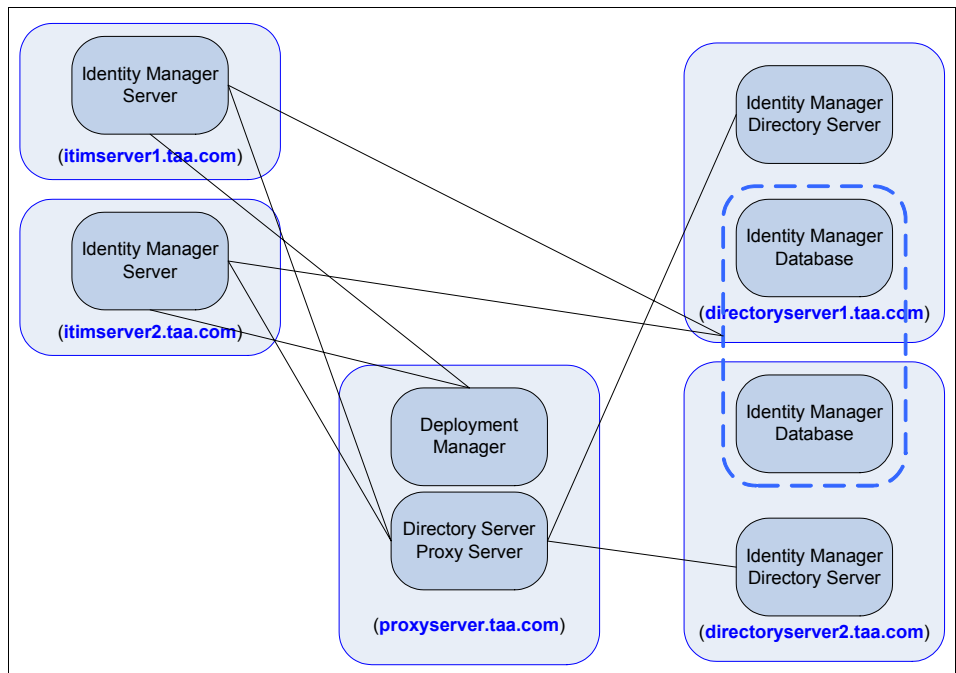 Identity Manager
Server
(itimserver1.taa.com)
Identity Manager
Server
(itimserver2.taa.com)
Deployment
Manager
Directory Server
Proxy Server
(proxyserver.taa.com)
Identity Manager
Directory Server
Identity Manager
Database
(directoryserver1.taa.com)
Identity Manager
Database
Identity Manager
Directory Server
(directoryserver2.taa.com)